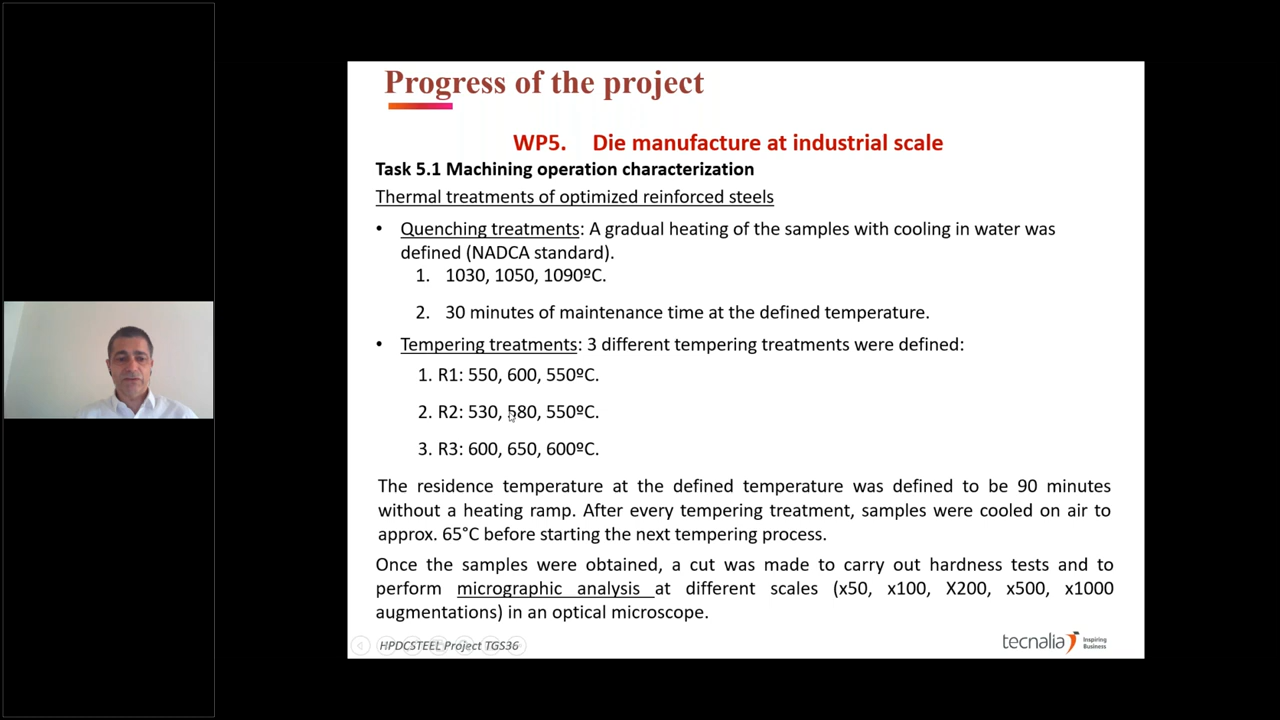 Progress of the project
WP5. Die manufacture at industrial scale
Task 5.1 Machining operation characterization
Thermal treatments of optimized reinforced steels
• Quenching treatments: A gradual heating of the samples with cooling in water was
defined (NADCA standard).
1. 1030, 1050, 1090ºC.
2. 30 minutes of maintenance time at the defined temperature.
• Tempering treatments: 3 different tempering treatments were defined:
1. R1: 550, 600, 550ºC.
2. R2: 530, 580, 550ºC.
3. R3: 600, 650, 600ºC.
The residence temperature at the defined temperature was defined to be 90 minutes
without a heating ramp. After every tempering treatment, samples were cooled on air to
approx. 65°C before starting the next tempering process.
Once the samples were obtained, a cut was made to carry out hardness tests and to
perform micrographic analysis at different scales (x50, x100, X200, x500, x1000
augmentations) in an optical microscope.
HPDCSTEEL Project TGS36
tecnalia Inspiring
Business